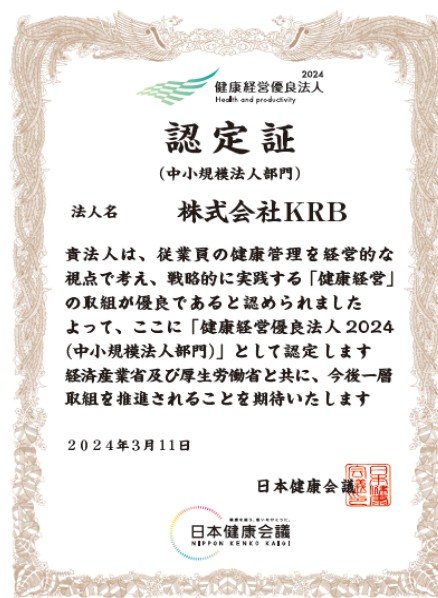 2024
健康経営優良法人
Health and productivity
認定証
(中小規模法人部門)
法人名 株式会社KRB
貴法人は、従業員の健康管理を経営的な
視点で考え、戦略的に実践する「健康経営」
の取組が優良であると認められました
よって、ここに「健康経営優良法人2024
(中小規模法人部門)」として認定します
経済産業省及び厚生労働省と共に、今後一層
取組を推進されることを期待いたします
2024年3月11日
日本健康会議
日本健康会議
NIPPON KENKO KAIGI